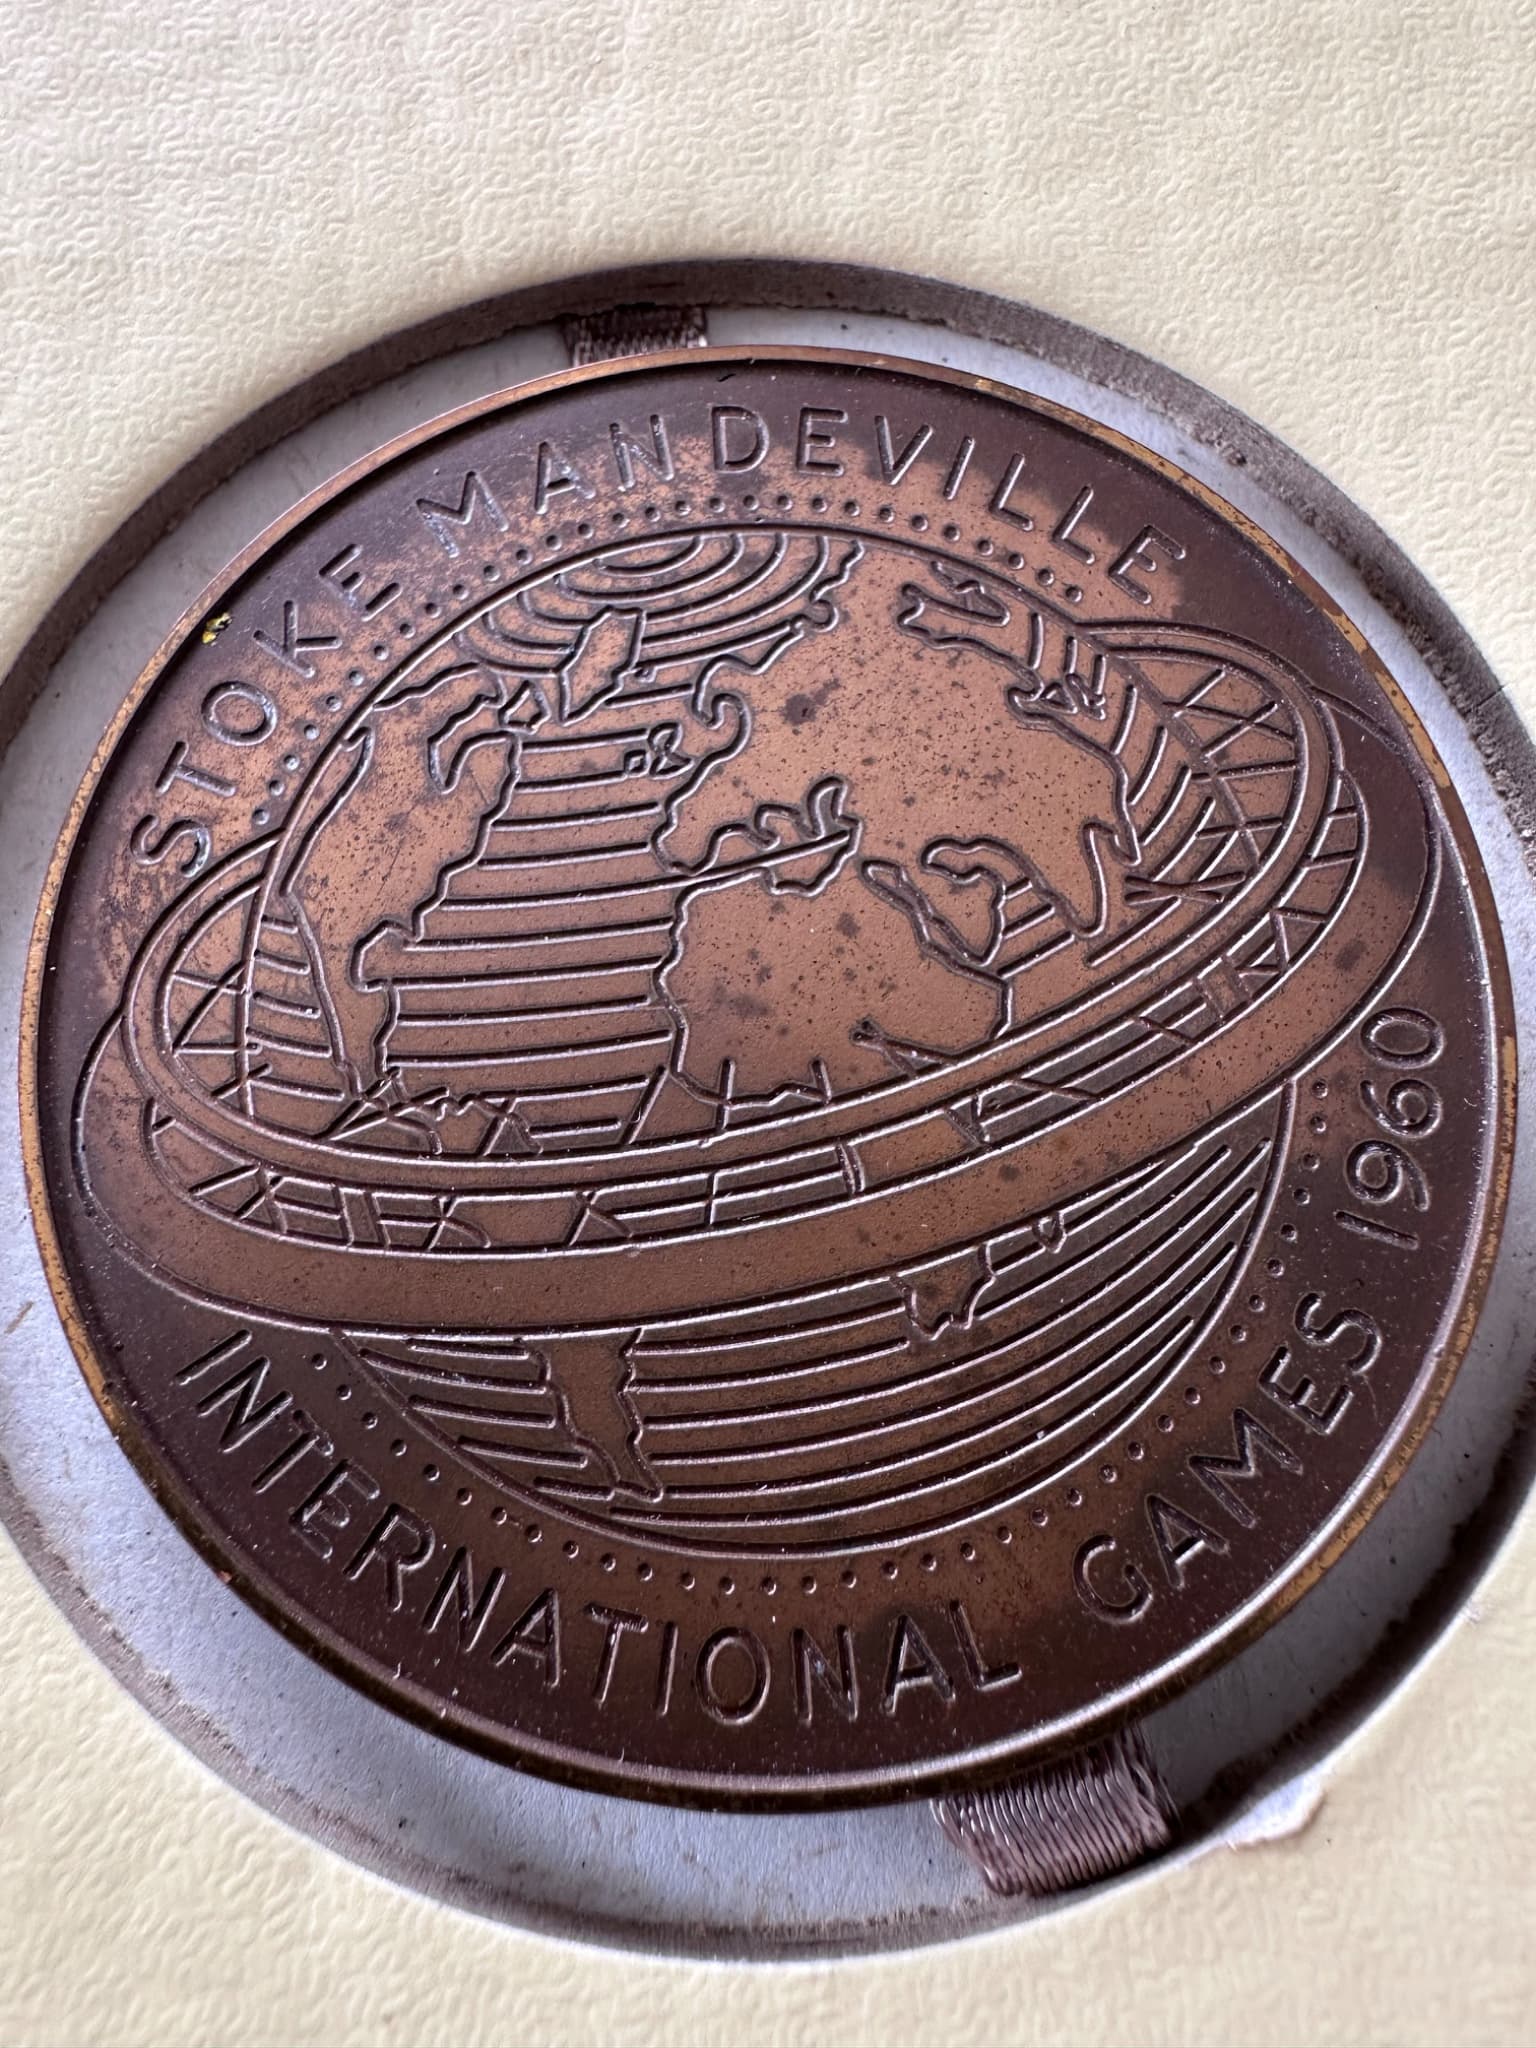 STOKE MANDEVILLE
INTERNATIONAL GAMES 1960